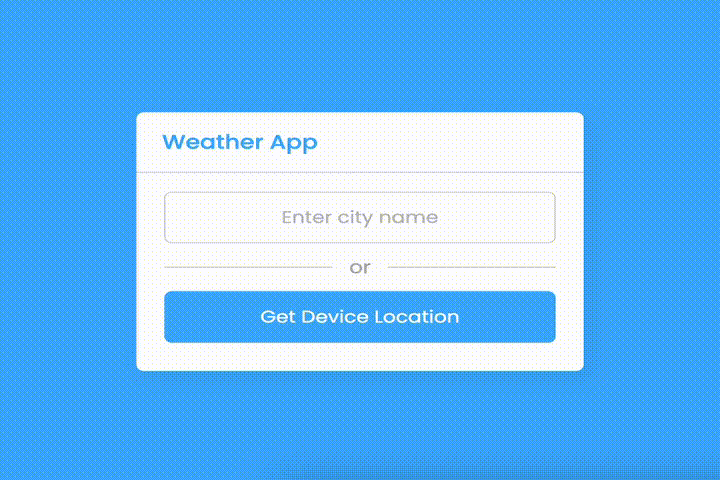 Weather App
Enter city name
or
Get Device Location